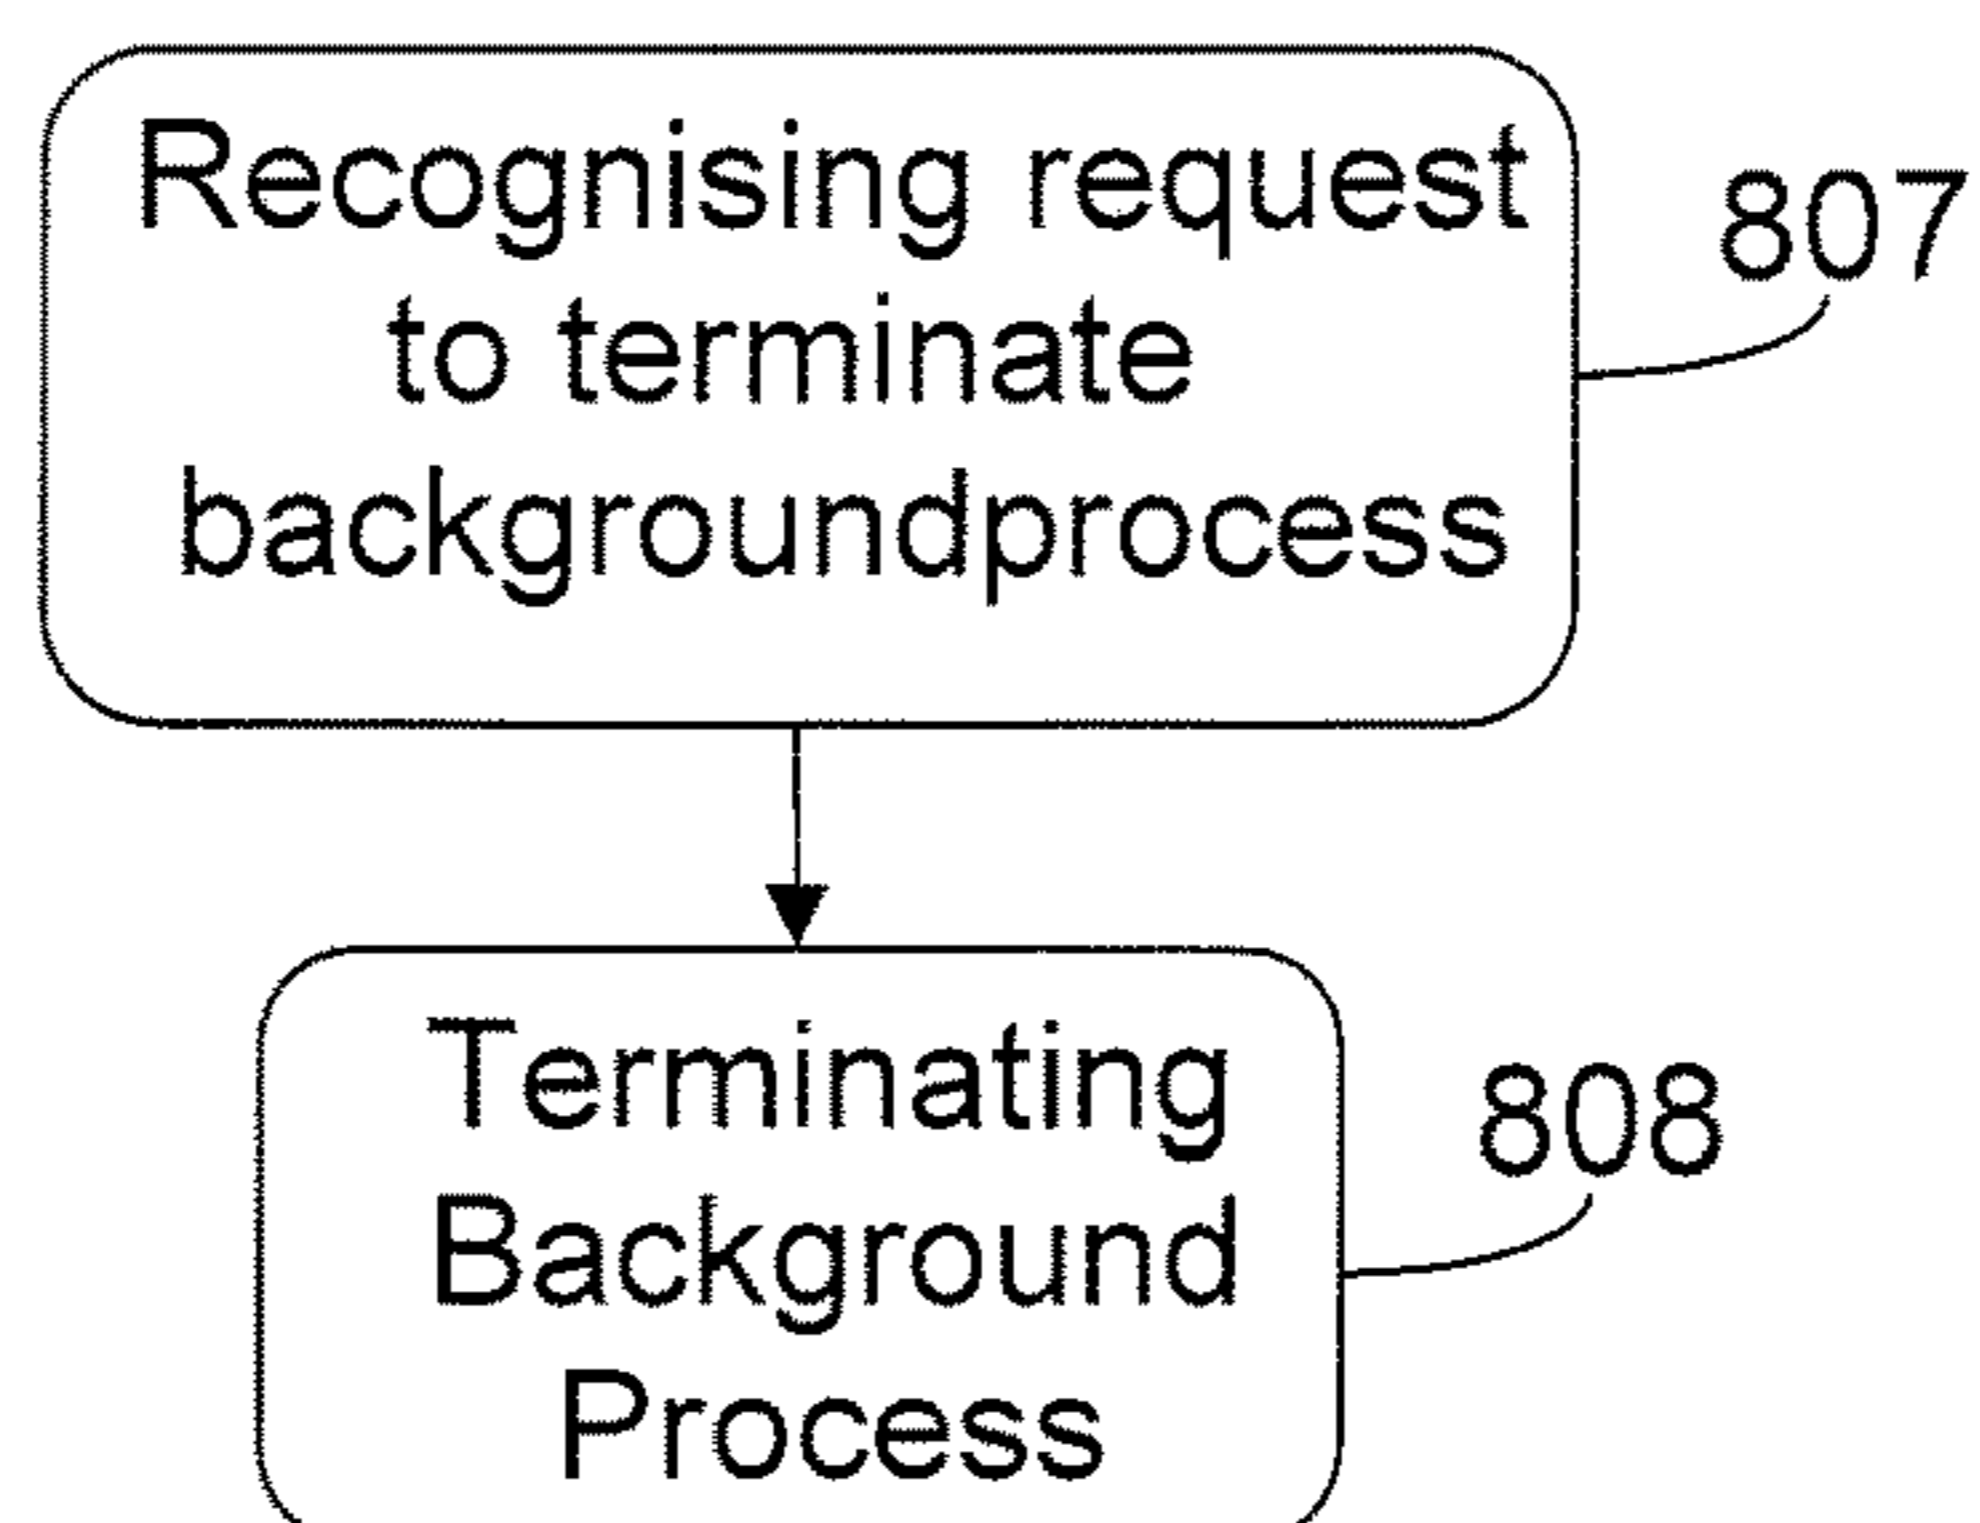 Recognising request
to terminate
backgroundprocess
807
Terminating
Background
Process
808